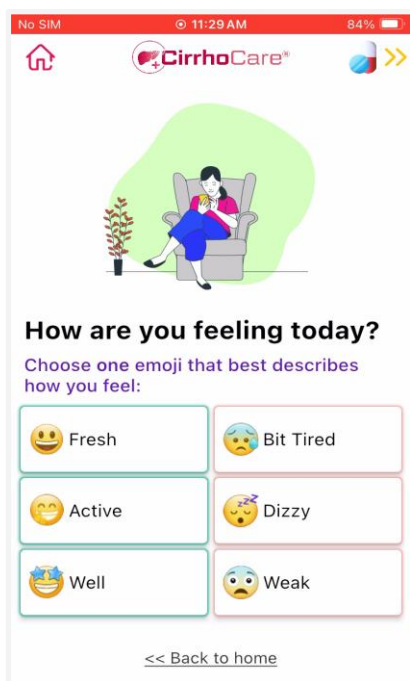 No SIM 11:29 AM 84%
CirrhoCare®
How are you feeling today?
Choose one emoji that best describes
how you feel:
Fresh Bit Tired
Active Dizzy
Well Weak
<< Back to home